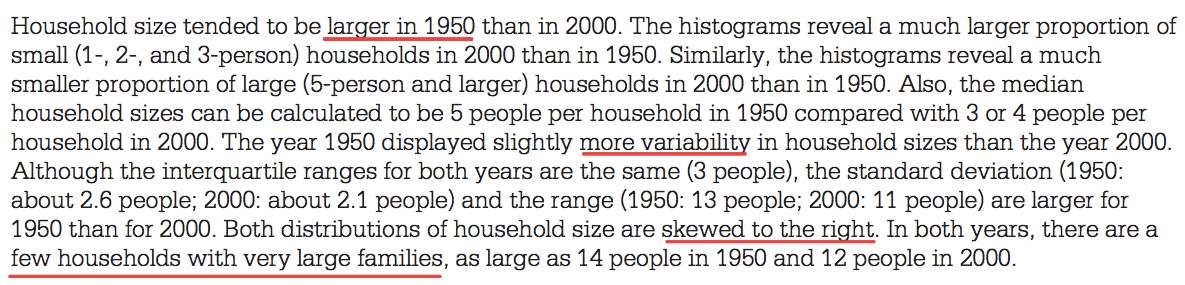 Household size tended to be larger in 1950 than in 2000. The histograms reveal a much larger proportion of
small (1-, 2-, and 3-person) households in 2000 than in 1950. Similarly, the histograms reveal a much
smaller proportion of large (5-person and larger) households in 2000 than in 1950. Also, the median
household sizes can be calculated to be 5 people per household in 1950 compared with 3 or 4 people per
household in 2000. The year 1950 displayed slightly more variability in household sizes than the year 2000.
Although the interquartile ranges for both years are the same (3 people), the standard deviation (1950:
about 2.6 people; 2000: about 2.1 people) and the range (1950: 13 people; 2000: 11 people) are larger for
1950 than for 2000. Both distributions of household size are skewed to the right. In both years, there are a
few households with very large families, as large as 14 people in 1950 and 12 people in 2000.